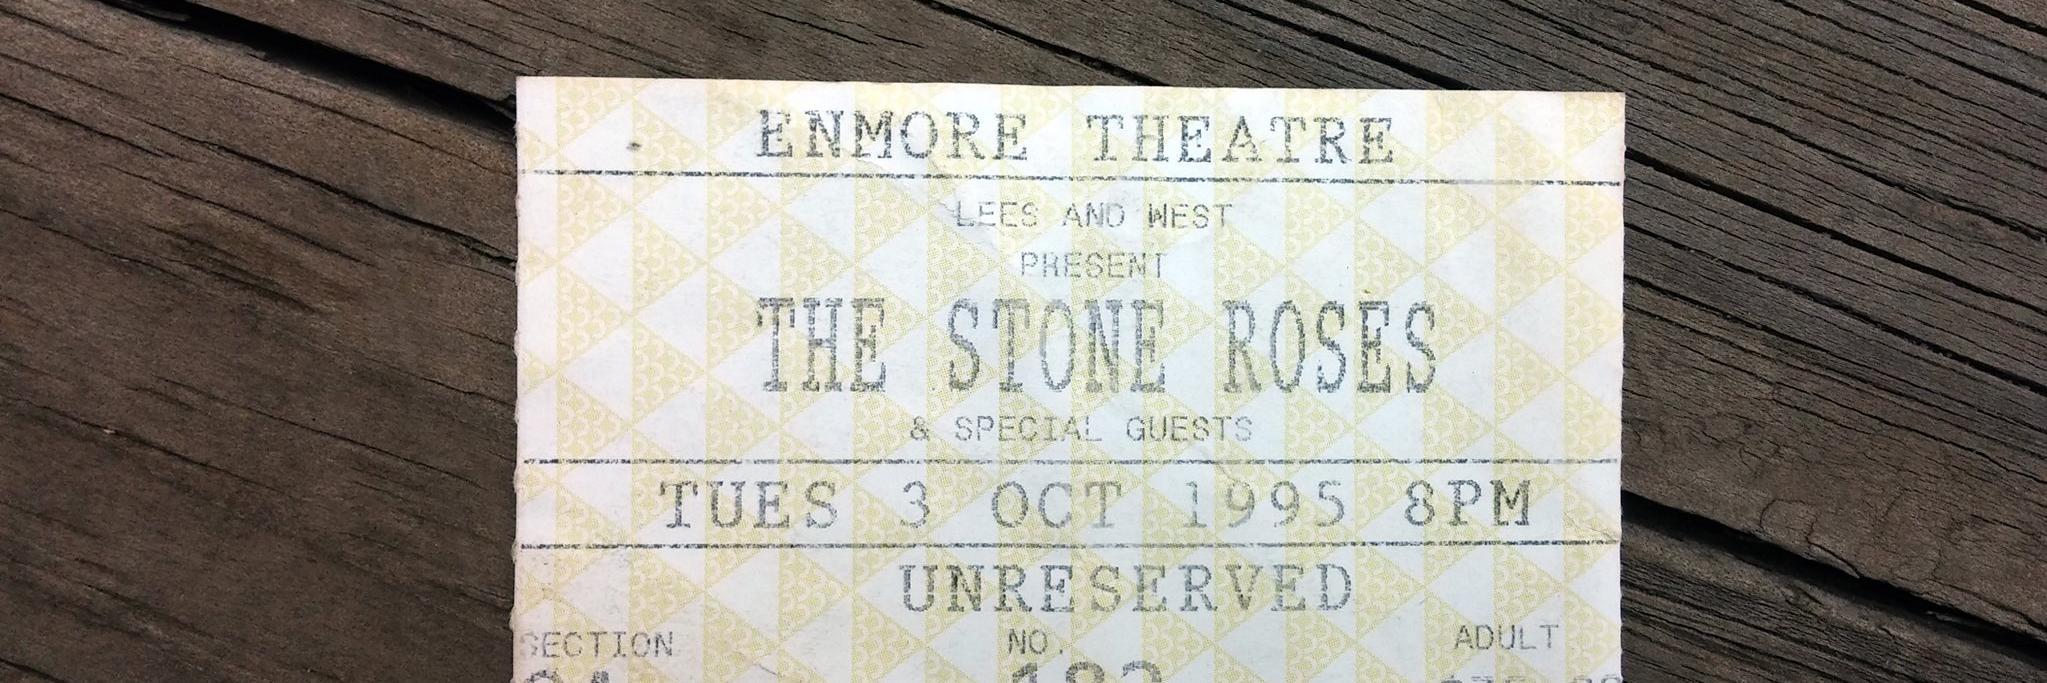 ENMORE THEATRE
LEES AND WEST
PRESENT
THE STONE ROSES
& SPECIAL GUESTS
TUES 3 OCT 1995 8PM
UNRESERVED
SECTION NO. ADULT